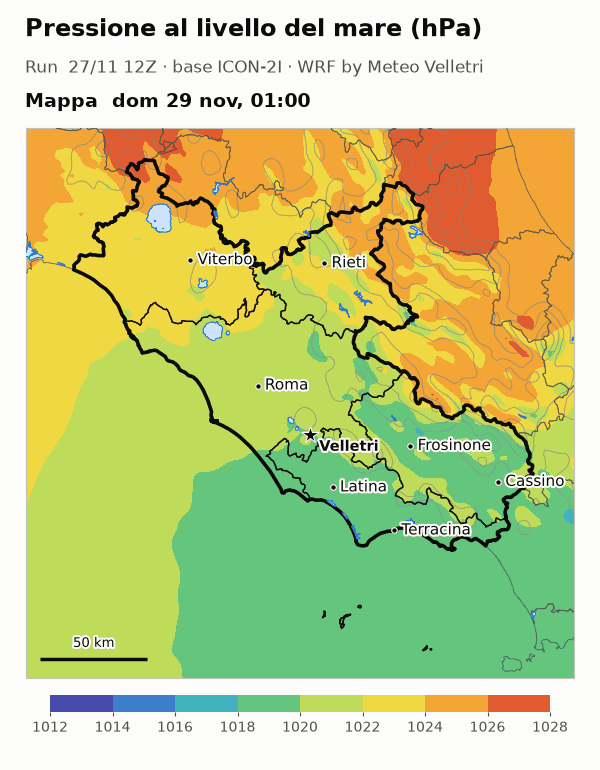 Pressione al livello del mare (hPa)
Run  27/11 12Z · base ICON-2I · WRF by Meteo Velletri
Mappa  dom 29 nov, 01:00
Viterbo
Rieti
Roma
Velletri
Frosinone
Latina
Cassino
Terracina
50 km
1012 1014 1016 1018 1020 1022 1024 1026 1028